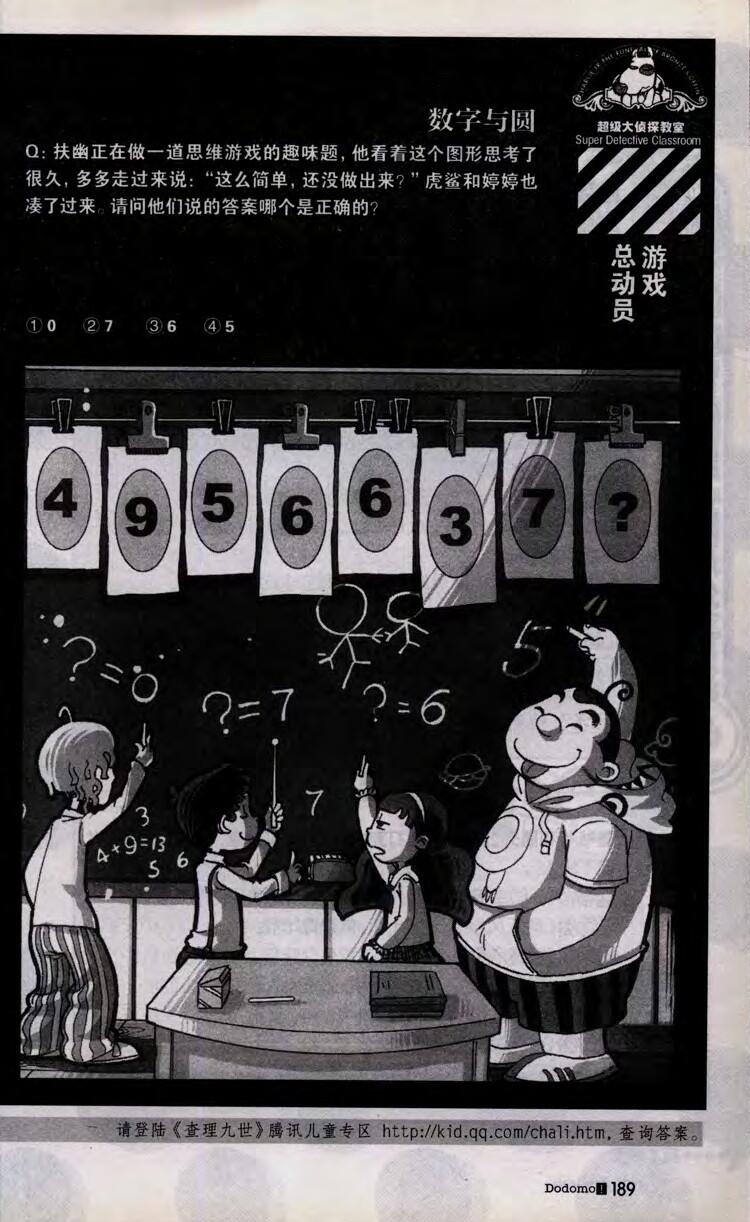 数字与圆
Q: 扶幽正在做一道思维游戏的趣味题，他看着这个图形思考了
很久，多多走过来说：“这么简单，还没做出来？”虎鲨和婷婷也
凑了过来。请问他们说的答案哪个是正确的？
①0 ②7 ③6 ④5
超级大侦探教室
Super Detective Classroom
游戏
总动员
4 9 5 6 6 3 7 ?
?=0
?=7
?=6
5
7
3
4+9=13
5 6
请登陆《查理九世》腾讯儿童专区 http://kid.qq.com/chali.htm，查询答案。
Dodomo! 189